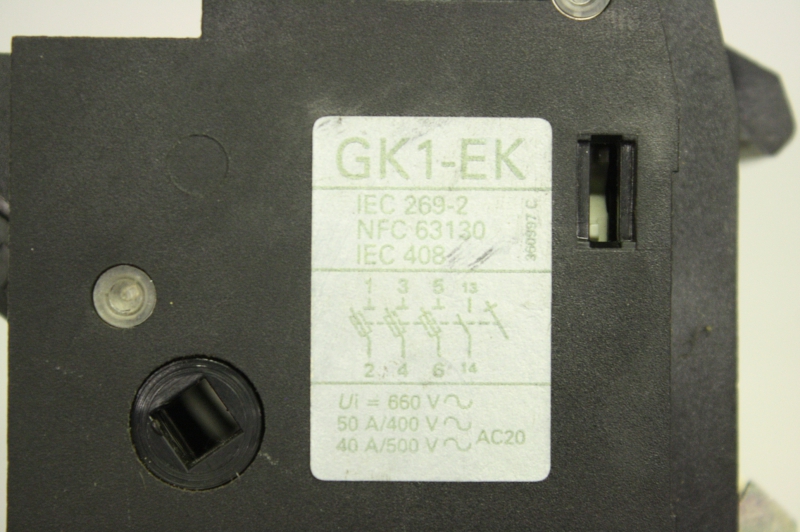 GK1-EK
IEC 269-2
NFC 63130
IEC 408
360997 C
1 3 5 13
2 4 6 14
Ui = 660 V ~
50 A/400 V ~
40 A/500 V ~ AC20